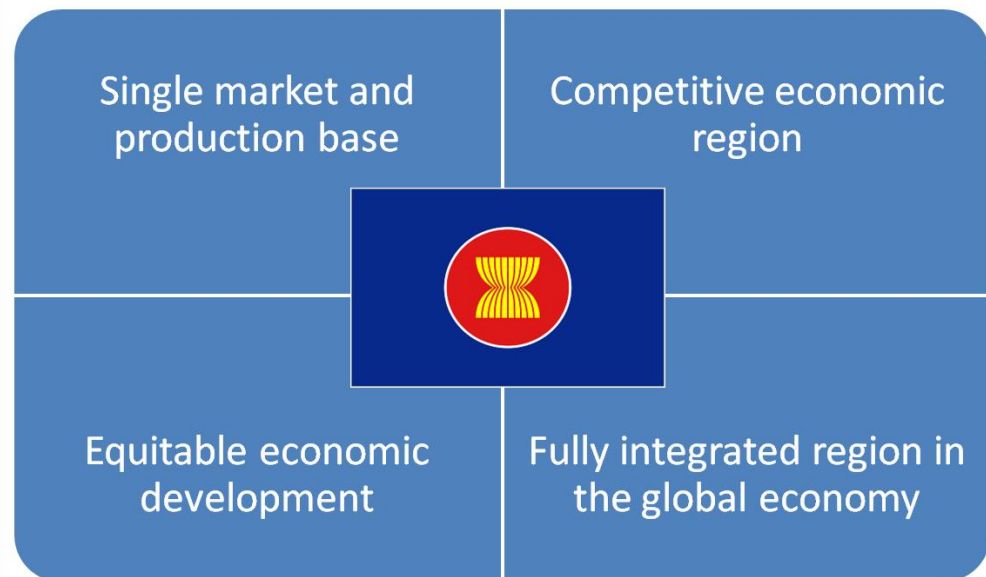 Single market and
production base
Competitive economic
region
Equitable economic
development
Fully integrated region in
the global economy